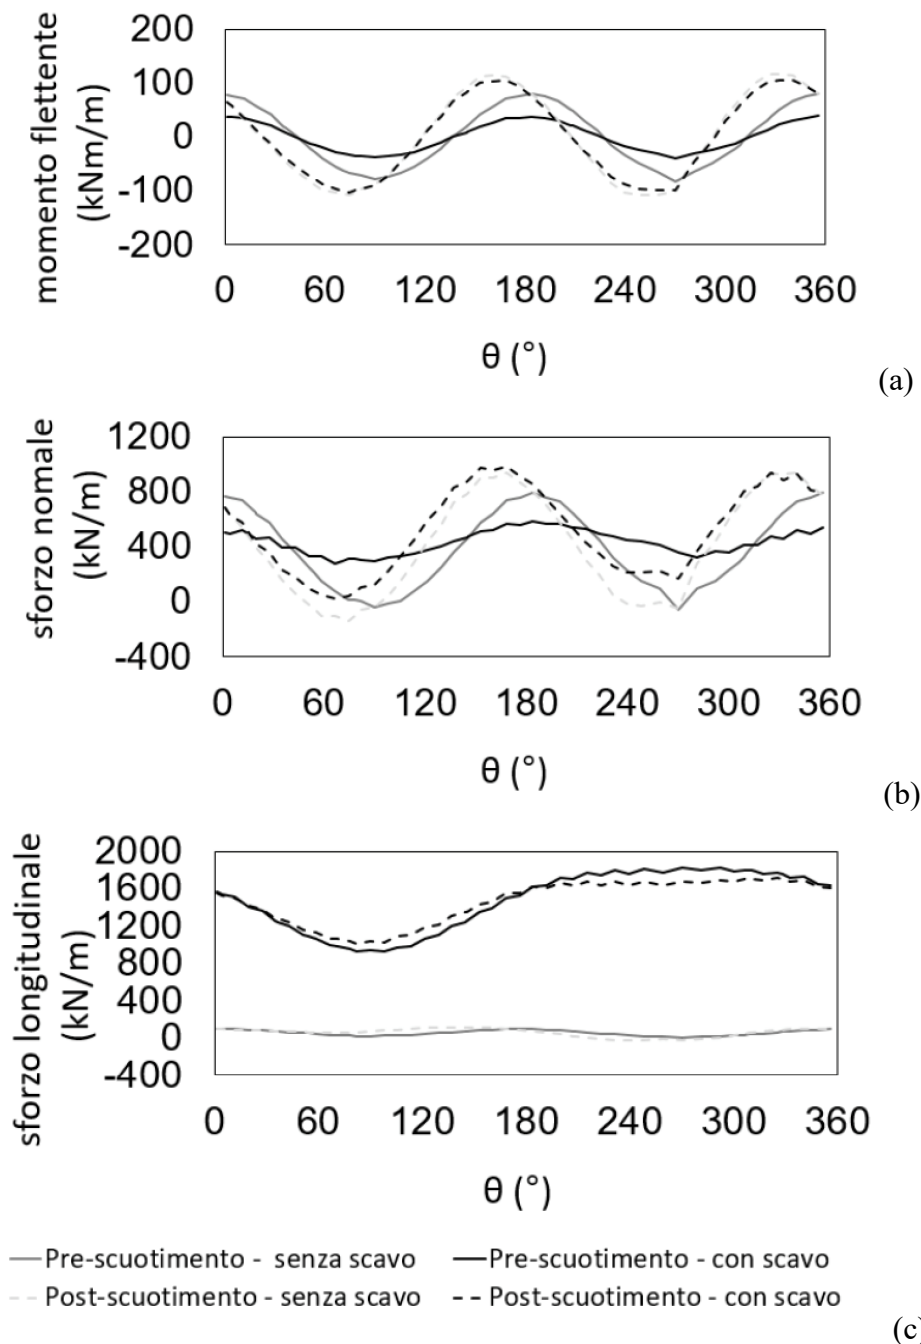 momento flettente
(kNm/m)
200
100
0
-100
-200
0 60 120 180 240 300 360
θ (°)
(a)
sforzo nomale
(kN/m)
1200
800
400
0
-400
0 60 120 180 240 300 360
θ (°)
(b)
sforzo longitudinale
(kN/m)
2000
1600
1200
800
400
0
-400
0 60 120 180 240 300 360
θ (°)
Pre-scuotimento - senza scavo Pre-scuotimento - con scavo
Post-scuotimento - senza scavo Post-scuotimento - con scavo
(c)